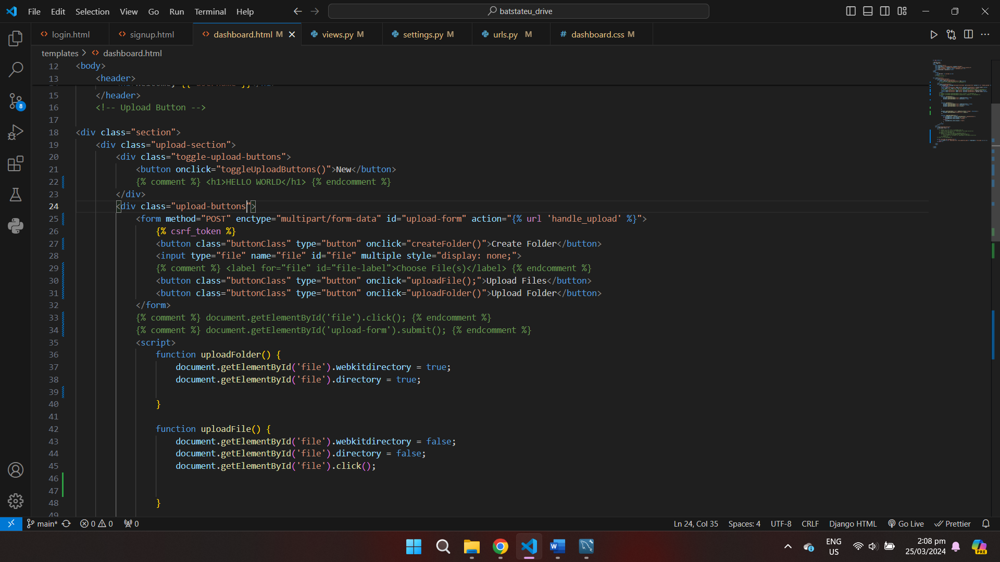 File Edit Selection View Go Run Terminal Help batstateu_drive
login.html signup.html dashboard.html M views.py M settings.py M urls.py M dashboard.css M
templates > dashboard.html
12 <body>
13 <header>
15 </header>
16 <!-- Upload Button -->
17
18 <div class="section">
19 <div class="upload-section">
20 <div class="toggle-upload-buttons">
21 <button onclick="toggleUploadButtons()">New</button>
22 {% comment %} <h1>HELLO WORLD</h1> {% endcomment %}
23 </div>
24 <div class="upload-buttons">
25 <form method="POST" enctype="multipart/form-data" id="upload-form" action="{% url 'handle_upload' %}">
26 {% csrf_token %}
27 <button class="buttonClass" type="button" onclick="createFolder()">Create Folder</button>
28 <input type="file" name="file" id="file" multiple style="display: none;">
29 {% comment %} <label for="file" id="file-label">Choose File(s)</label> {% endcomment %}
30 <button class="buttonClass" type="button" onclick="uploadFile();">Upload Files</button>
31 <button class="buttonClass" type="button" onclick="uploadFolder()">Upload Folder</button>
32 </form>
33 {% comment %} document.getElementById('file').click(); {% endcomment %}
34 {% comment %} document.getElementById('upload-form').submit(); {% endcomment %}
35 <script>
36 function uploadFolder() {
37 document.getElementById('file').webkitdirectory = true;
38 document.getElementById('file').directory = true;
39
40 }
41
42 function uploadFile() {
43 document.getElementById('file').webkitdirectory = false;
44 document.getElementById('file').directory = false;
45 document.getElementById('file').click();
46
47
48 }
49
8
main* 0 0 0 Ln 24, Col 35 Spaces: 4 UTF-8 CRLF Django HTML Go Live Prettier
ENG
US
2:08 pm
25/03/2024
PRE